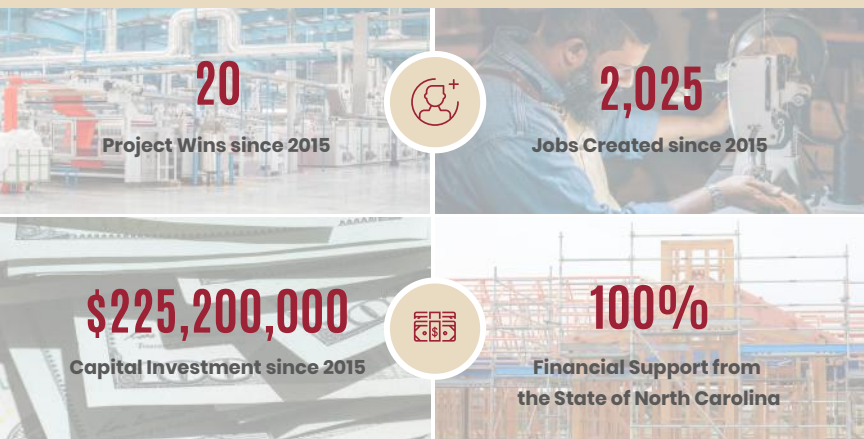 20
Project Wins since 2015
2,025
Jobs Created since 2015
$225,200,000
Capital Investment since 2015
100%
Financial Support from
the State of North Carolina